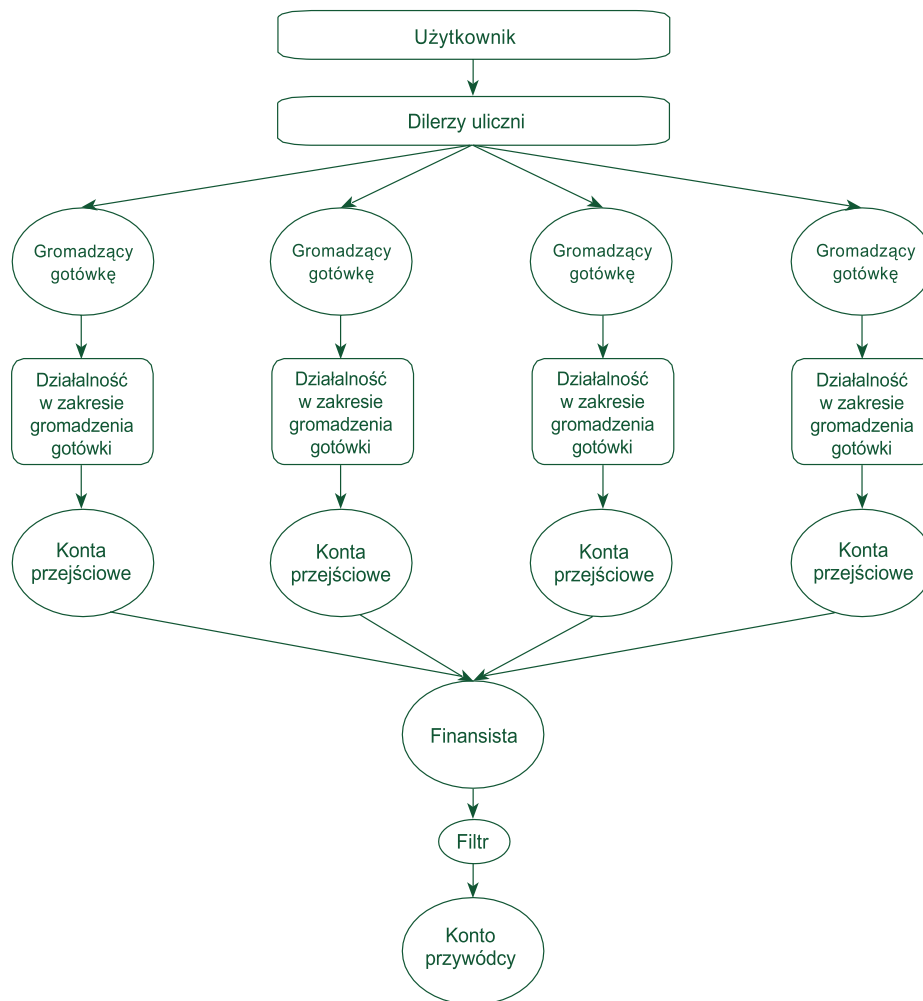 Użytkownik
Dilerzy uliczni
Gromadzący
gotówkę
Gromadzący
gotówkę
Gromadzący
gotówkę
Gromadzący
gotówkę
Działalność
w zakresie
gromadzenia
gotówki
Działalność
w zakresie
gromadzenia
gotówki
Działalność
w zakresie
gromadzenia
gotówki
Działalność
w zakresie
gromadzenia
gotówki
Konta
przejściowe
Konta
przejściowe
Konta
przejściowe
Konta
przejściowe
Finansista
Filtr
Konto
przywódcy